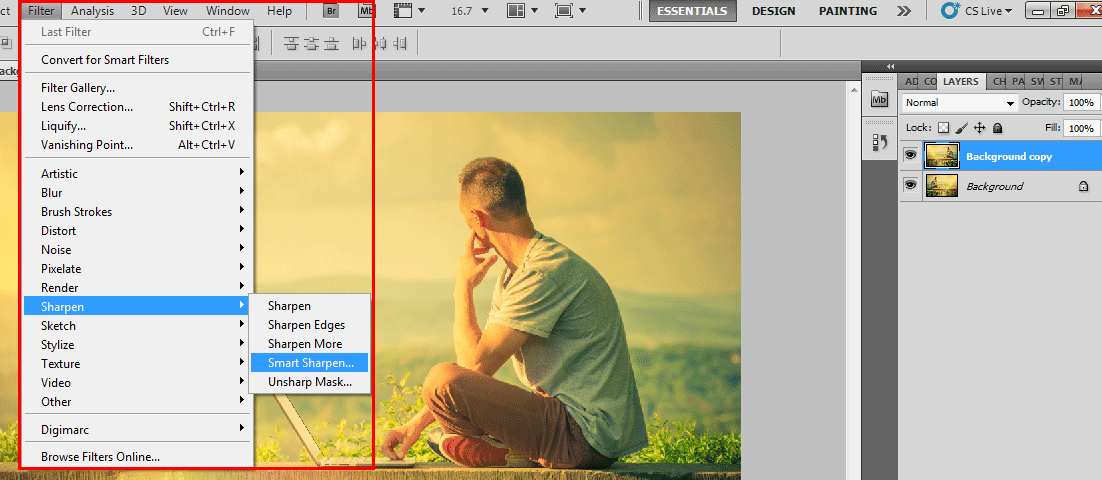 ct Filter Analysis 3D View Window Help Br Mb 16.7 ESSENTIALS DESIGN PAINTING CS Live
Last Filter Ctrl+F
Convert for Smart Filters
Filter Gallery...
Lens Correction... Shift+Ctrl+R
Liquify... Shift+Ctrl+X
Vanishing Point... Alt+Ctrl+V
Artistic
Blur
Brush Strokes
Distort
Noise
Pixelate
Render
Sharpen
Sketch
Stylize
Texture
Video
Other
Digimarc
Browse Filters Online...
Sharpen
Sharpen Edges
Sharpen More
Smart Sharpen...
Unsharp Mask...
ackg
Mb
AD CO LAYERS CH PA SW ST MA
Normal Opacity: 100%
Lock: Fill: 100%
Background copy
Background